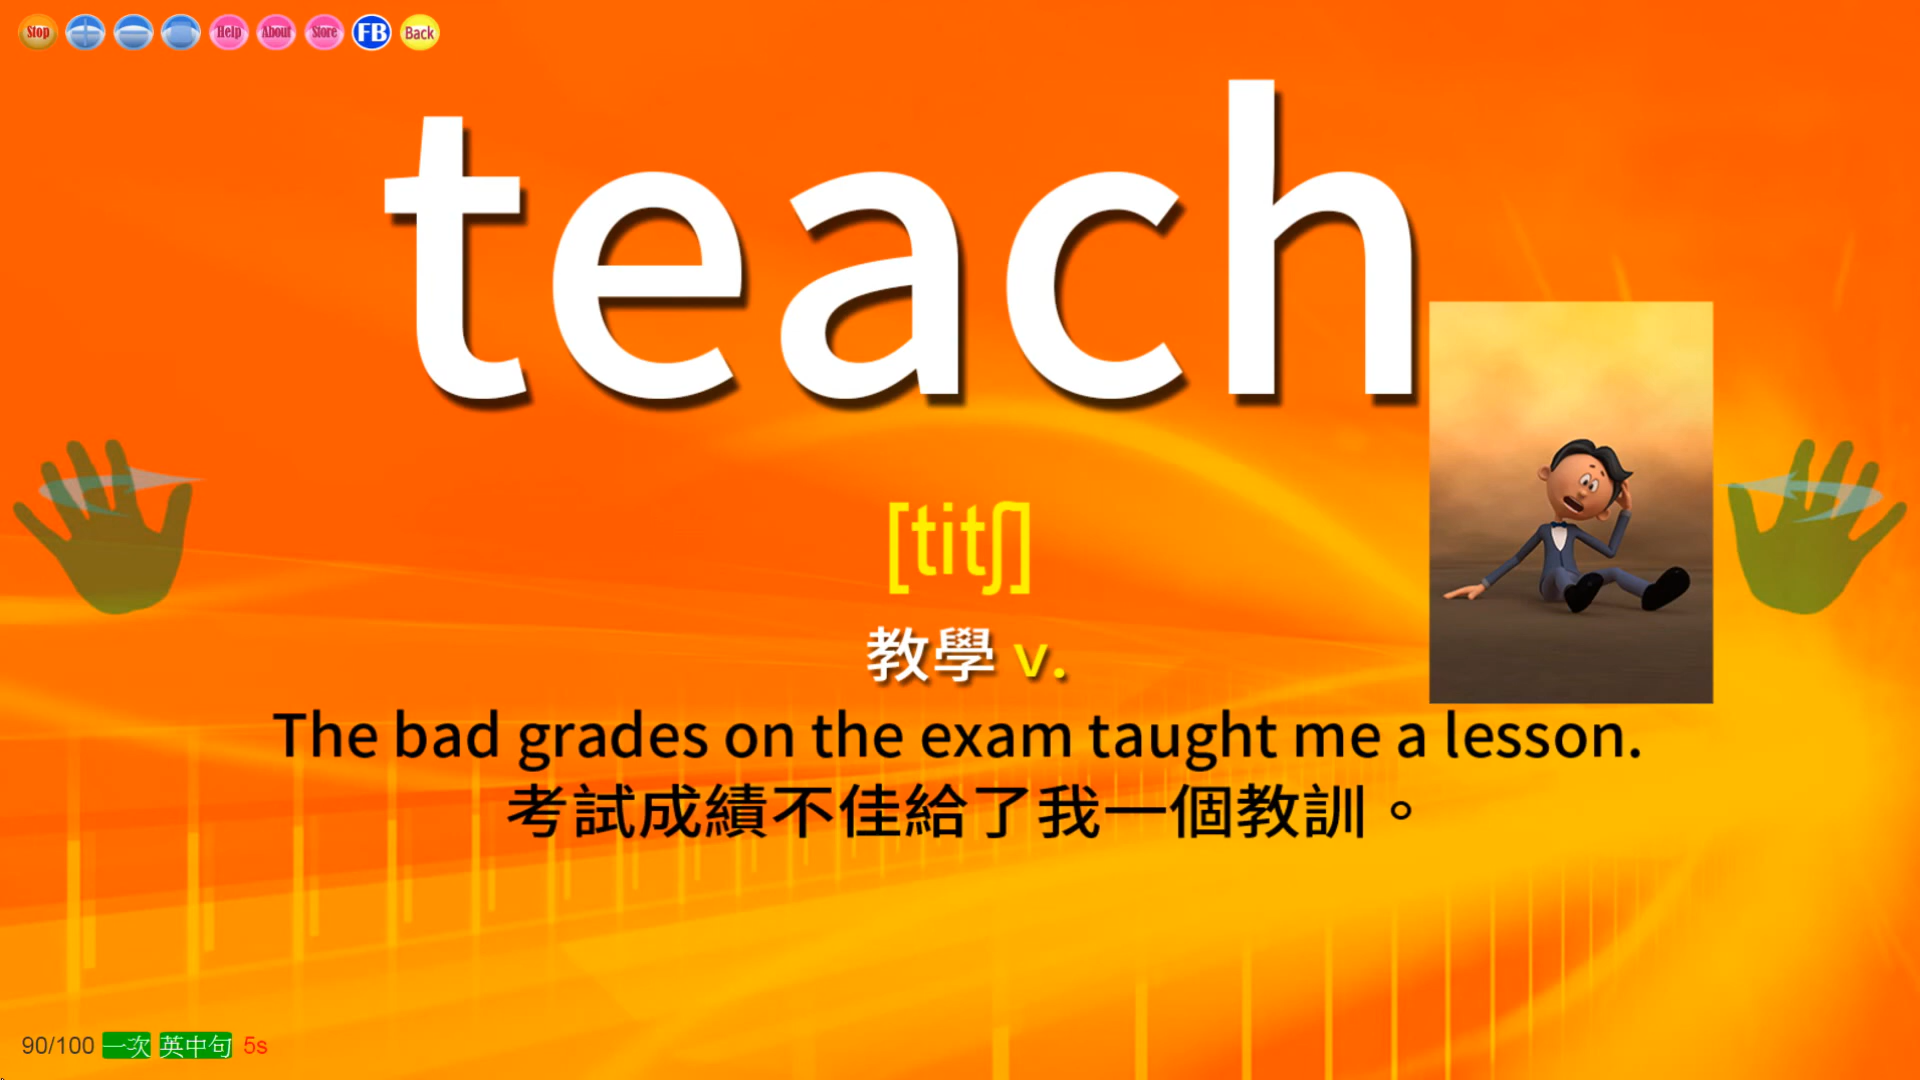 Stop Help About Store FB Back
teach
[titʃ]
教學 v.
The bad grades on the exam taught me a lesson.
考試成績不佳給了我一個教訓。
90/100 一次 英中句 5s